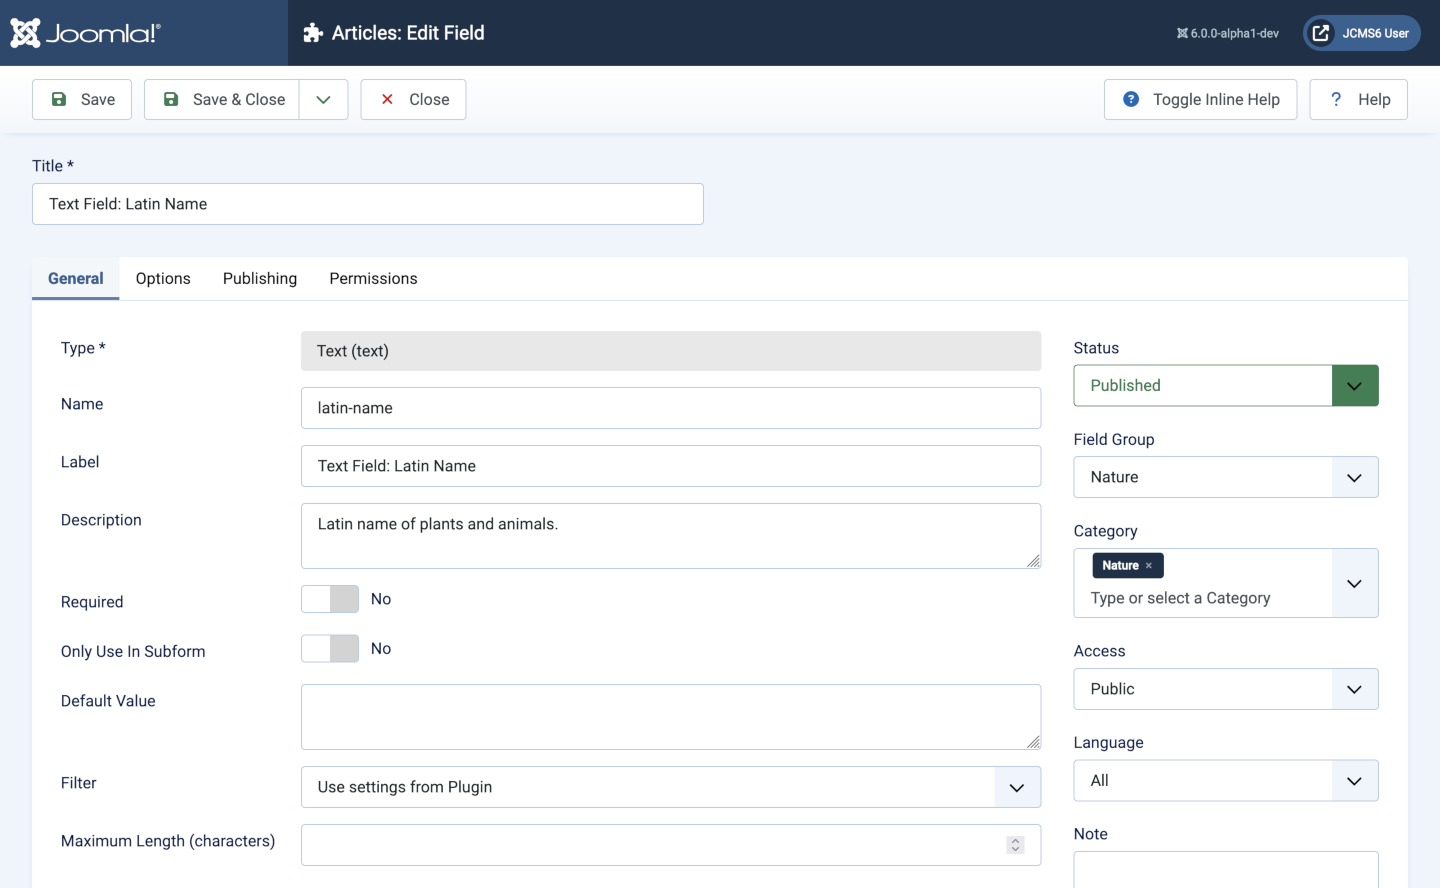 Joomla!®
Articles: Edit Field
6.0.0-alpha1-dev
JCMS6 User
Save
Save & Close
Close
Toggle Inline Help
? Help
Title *
Text Field: Latin Name
General
Options
Publishing
Permissions
Type *
Text (text)
Name
latin-name
Label
Text Field: Latin Name
Description
Latin name of plants and animals.
Required
No
Only Use In Subform
No
Default Value
Filter
Use settings from Plugin
Maximum Length (characters)
Status
Published
Field Group
Nature
Category
Nature ×
Type or select a Category
Access
Public
Language
All
Note